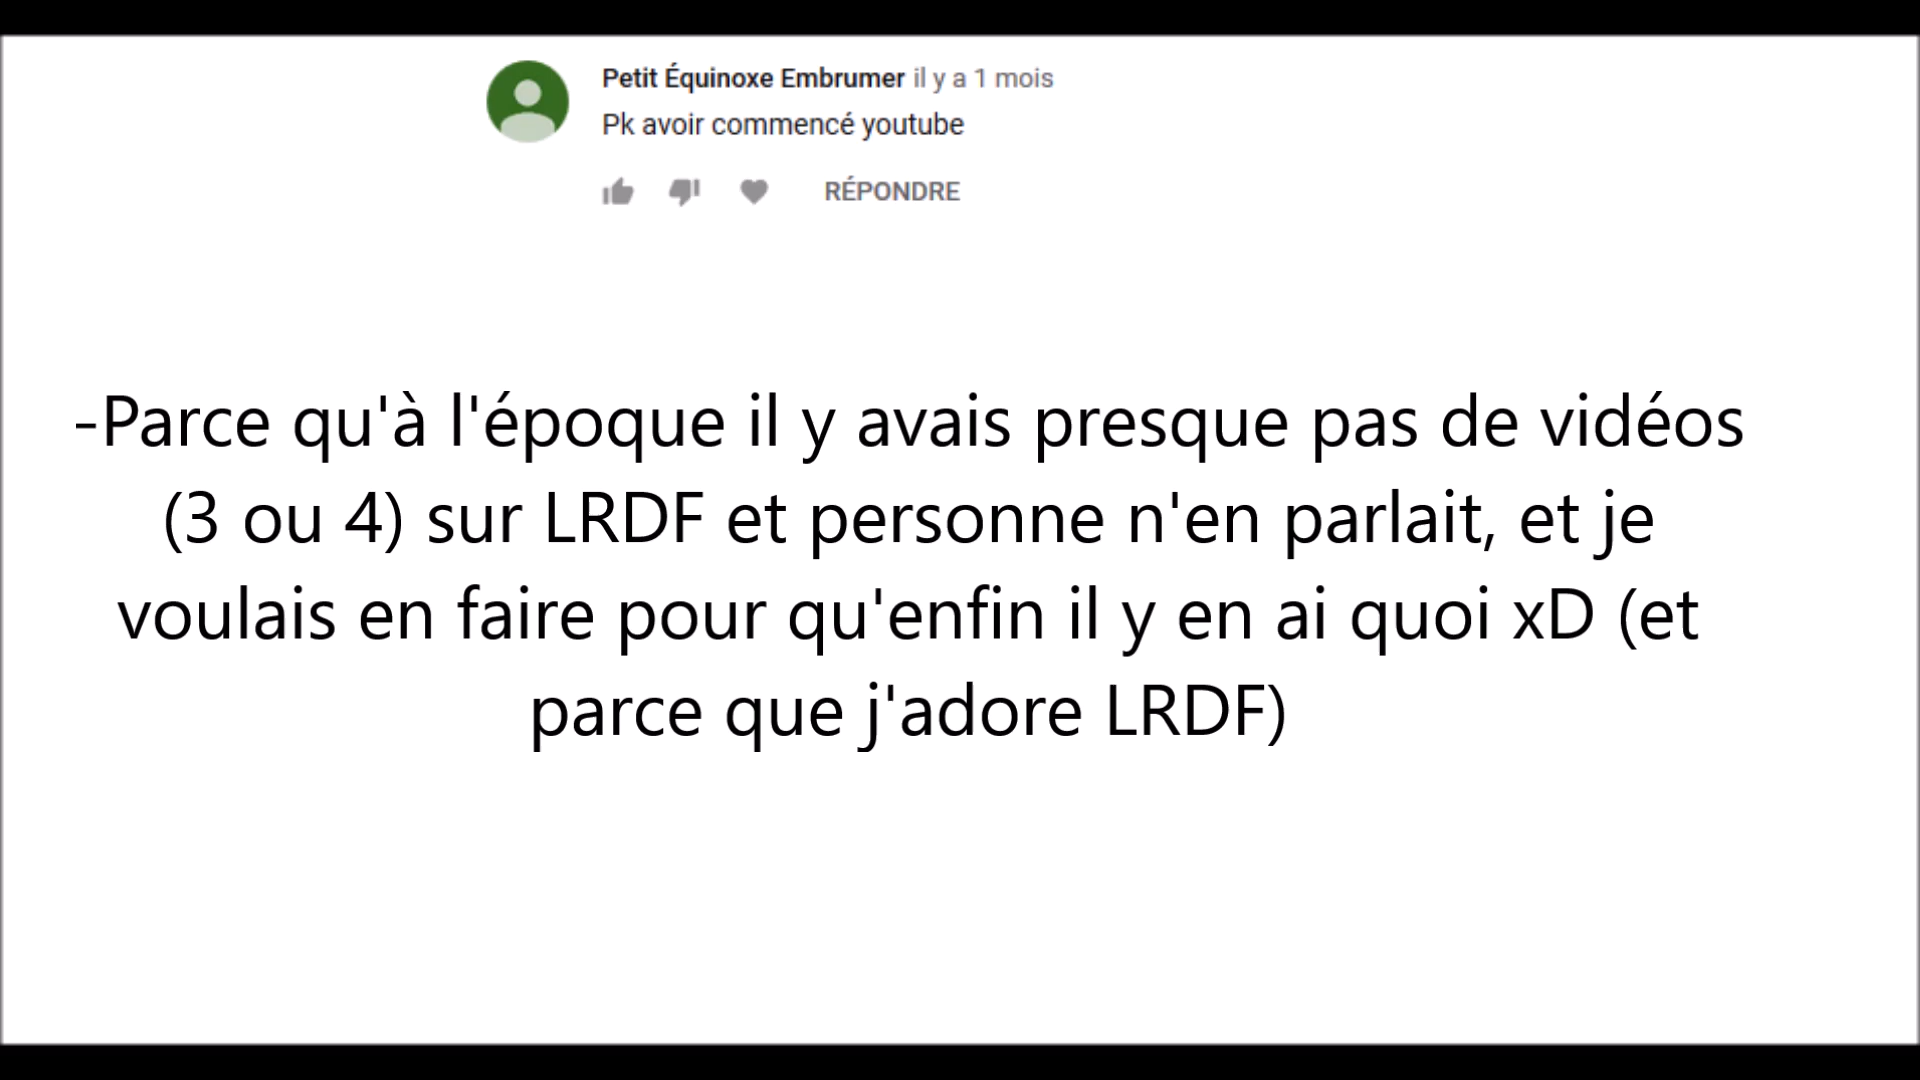 Petit Équinoxe Embrumer il y a 1 mois
Pk avoir commencé youtube
RÉPONDRE
-Parce qu'à l'époque il y avais presque pas de vidéos
(3 ou 4) sur LRDF et personne n'en parlait, et je
voulais en faire pour qu'enfin il y en ai quoi xD (et
parce que j'adore LRDF)